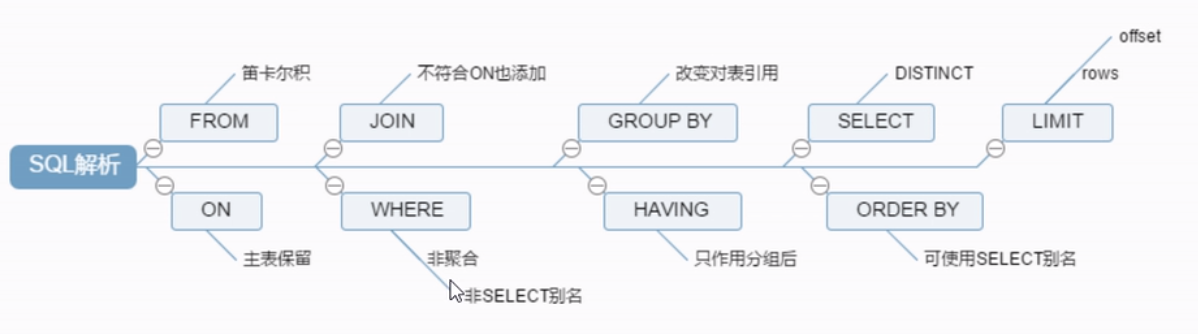 offset
笛卡尔积
不符合ON也添加
改变对表引用
DISTINCT
rows
FROM
JOIN
GROUP BY
SELECT
LIMIT
SQL解析
ON
WHERE
HAVING
ORDER BY
主表保留
非聚合
只作用分组后
可使用SELECT别名
非SELECT别名